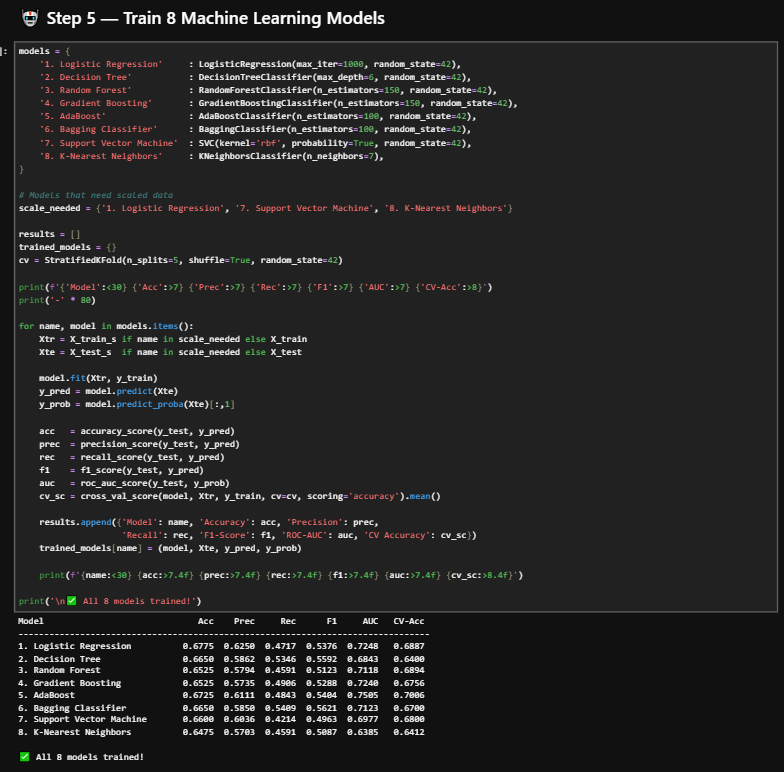 🤖 Step 5 — Train 8 Machine Learning Models
]:
models = {
    '1. Logistic Regression'     : LogisticRegression(max_iter=1000, random_state=42),
    '2. Decision Tree'           : DecisionTreeClassifier(max_depth=6, random_state=42),
    '3. Random Forest'           : RandomForestClassifier(n_estimators=150, random_state=42),
    '4. Gradient Boosting'       : GradientBoostingClassifier(n_estimators=150, random_state=42),
    '5. AdaBoost'                : AdaBoostClassifier(n_estimators=100, random_state=42),
    '6. Bagging Classifier'      : BaggingClassifier(n_estimators=100, random_state=42),
    '7. Support Vector Machine'  : SVC(kernel='rbf', probability=True, random_state=42),
    '8. K-Nearest Neighbors'     : KNeighborsClassifier(n_neighbors=7),
}
# Models that need scaled data
scale_needed = {'1. Logistic Regression', '7. Support Vector Machine', '8. K-Nearest Neighbors'}
results = []
trained_models = {}
cv = StratifiedKFold(n_splits=5, shuffle=True, random_state=42)
print(f'{'Model':<30} {'Acc':>7} {'Prec':>7} {'Rec':>7} {'F1':>7} {'AUC':>7} {'CV-Acc':>8}')
print('-' * 80)
for name, model in models.items():
    Xtr = X_train_s if name in scale_needed else X_train
    Xte = X_test_s  if name in scale_needed else X_test
    model.fit(Xtr, y_train)
    y_pred = model.predict(Xte)
    y_prob = model.predict_proba(Xte)[:,1]
    acc   = accuracy_score(y_test, y_pred)
    prec  = precision_score(y_test, y_pred)
    rec   = recall_score(y_test, y_pred)
    f1    = f1_score(y_test, y_pred)
    auc   = roc_auc_score(y_test, y_prob)
    cv_sc = cross_val_score(model, Xtr, y_train, cv=cv, scoring='accuracy').mean()
    results.append({'Model': name, 'Accuracy': acc, 'Precision': prec,
                    'Recall': rec, 'F1-Score': f1, 'ROC-AUC': auc, 'CV Accuracy': cv_sc})
    trained_models[name] = (model, Xte, y_pred, y_prob)
    print(f'{name:<30} {acc:>7.4f} {prec:>7.4f} {rec:>7.4f} {f1:>7.4f} {auc:>7.4f} {cv_sc:>8.4f}')
print('\n✅ All 8 models trained!')
Model                              Acc    Prec     Rec      F1     AUC   CV-Acc
--------------------------------------------------------------------------------
1. Logistic Regression          0.6775  0.6250  0.4717  0.5376  0.7248   0.6887
2. Decision Tree                0.6650  0.5862  0.5346  0.5592  0.6843   0.6400
3. Random Forest                0.6525  0.5794  0.4591  0.5123  0.7118   0.6894
4. Gradient Boosting            0.6525  0.5735  0.4906  0.5288  0.7240   0.6756
5. AdaBoost                     0.6725  0.6111  0.4843  0.5404  0.7505   0.7006
6. Bagging Classifier           0.6650  0.5850  0.5409  0.5621  0.7123   0.6700
7. Support Vector Machine       0.6600  0.6036  0.4214  0.4963  0.6977   0.6800
8. K-Nearest Neighbors          0.6475  0.5703  0.4591  0.5087  0.6385   0.6412
✅ All 8 models trained!